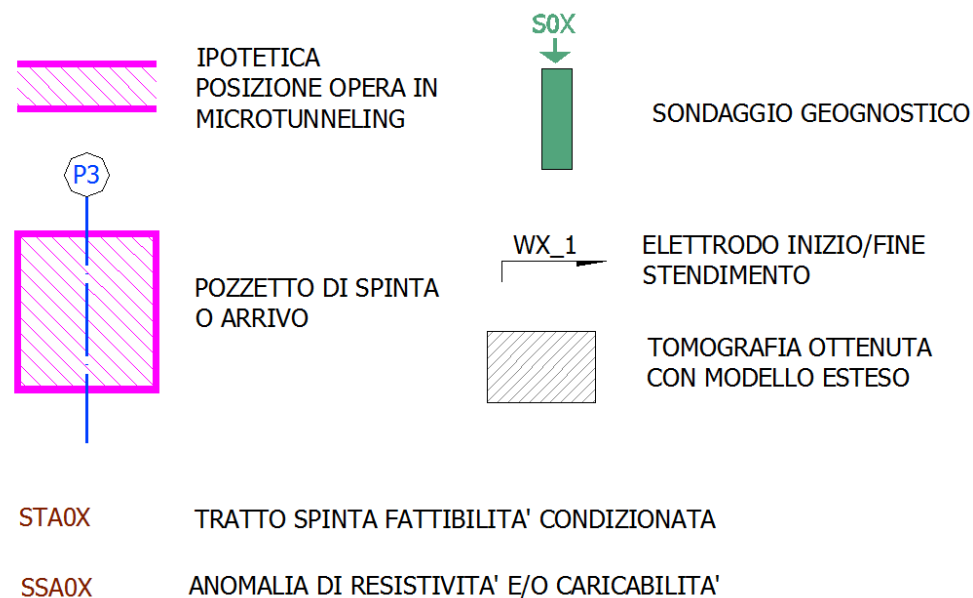 IPOTETICA
POSIZIONE OPERA IN
MICROTUNNELING
P3
POZZETTO DI SPINTA
O ARRIVO
S0X
SONDAGGIO GEOGNOSTICO
WX_1
ELETTRODO INIZIO/FINE
STENDIMENTO
TOMOGRAFIA OTTENUTA
CON MODELLO ESTESO
STA0X
TRATTO SPINTA FATTIBILITA' CONDIZIONATA
SSA0X
ANOMALIA DI RESISTIVITA' E/O CARICABILITA'